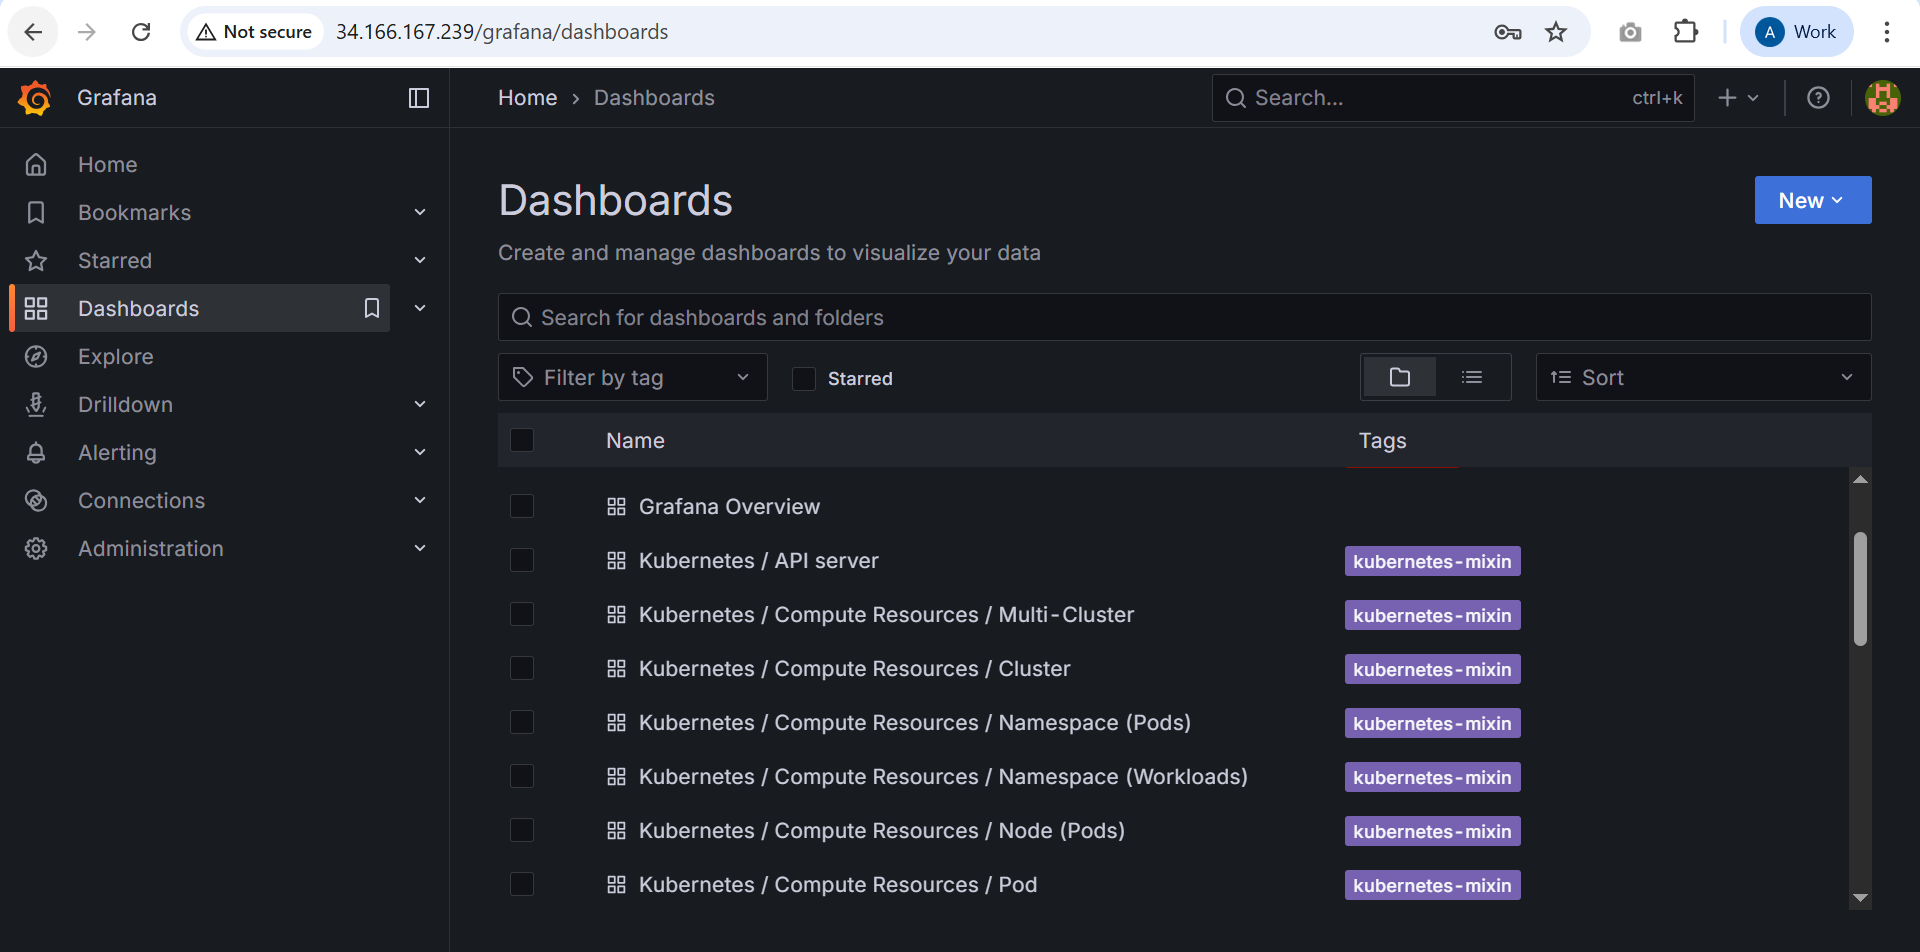 Not secure
34.166.167.239/grafana/dashboards
A
Work
Grafana
Home
Dashboards
Search...
ctrl+k
Home
Bookmarks
Starred
Dashboards
Explore
Drilldown
Alerting
Connections
Administration
Dashboards
New
Create and manage dashboards to visualize your data
Search for dashboards and folders
Filter by tag
Starred
Sort
Name
Tags
Grafana Overview
Kubernetes / API server
kubernetes-mixin
Kubernetes / Compute Resources / Multi-Cluster
kubernetes-mixin
Kubernetes / Compute Resources / Cluster
kubernetes-mixin
Kubernetes / Compute Resources / Namespace (Pods)
kubernetes-mixin
Kubernetes / Compute Resources / Namespace (Workloads)
kubernetes-mixin
Kubernetes / Compute Resources / Node (Pods)
kubernetes-mixin
Kubernetes / Compute Resources / Pod
kubernetes-mixin